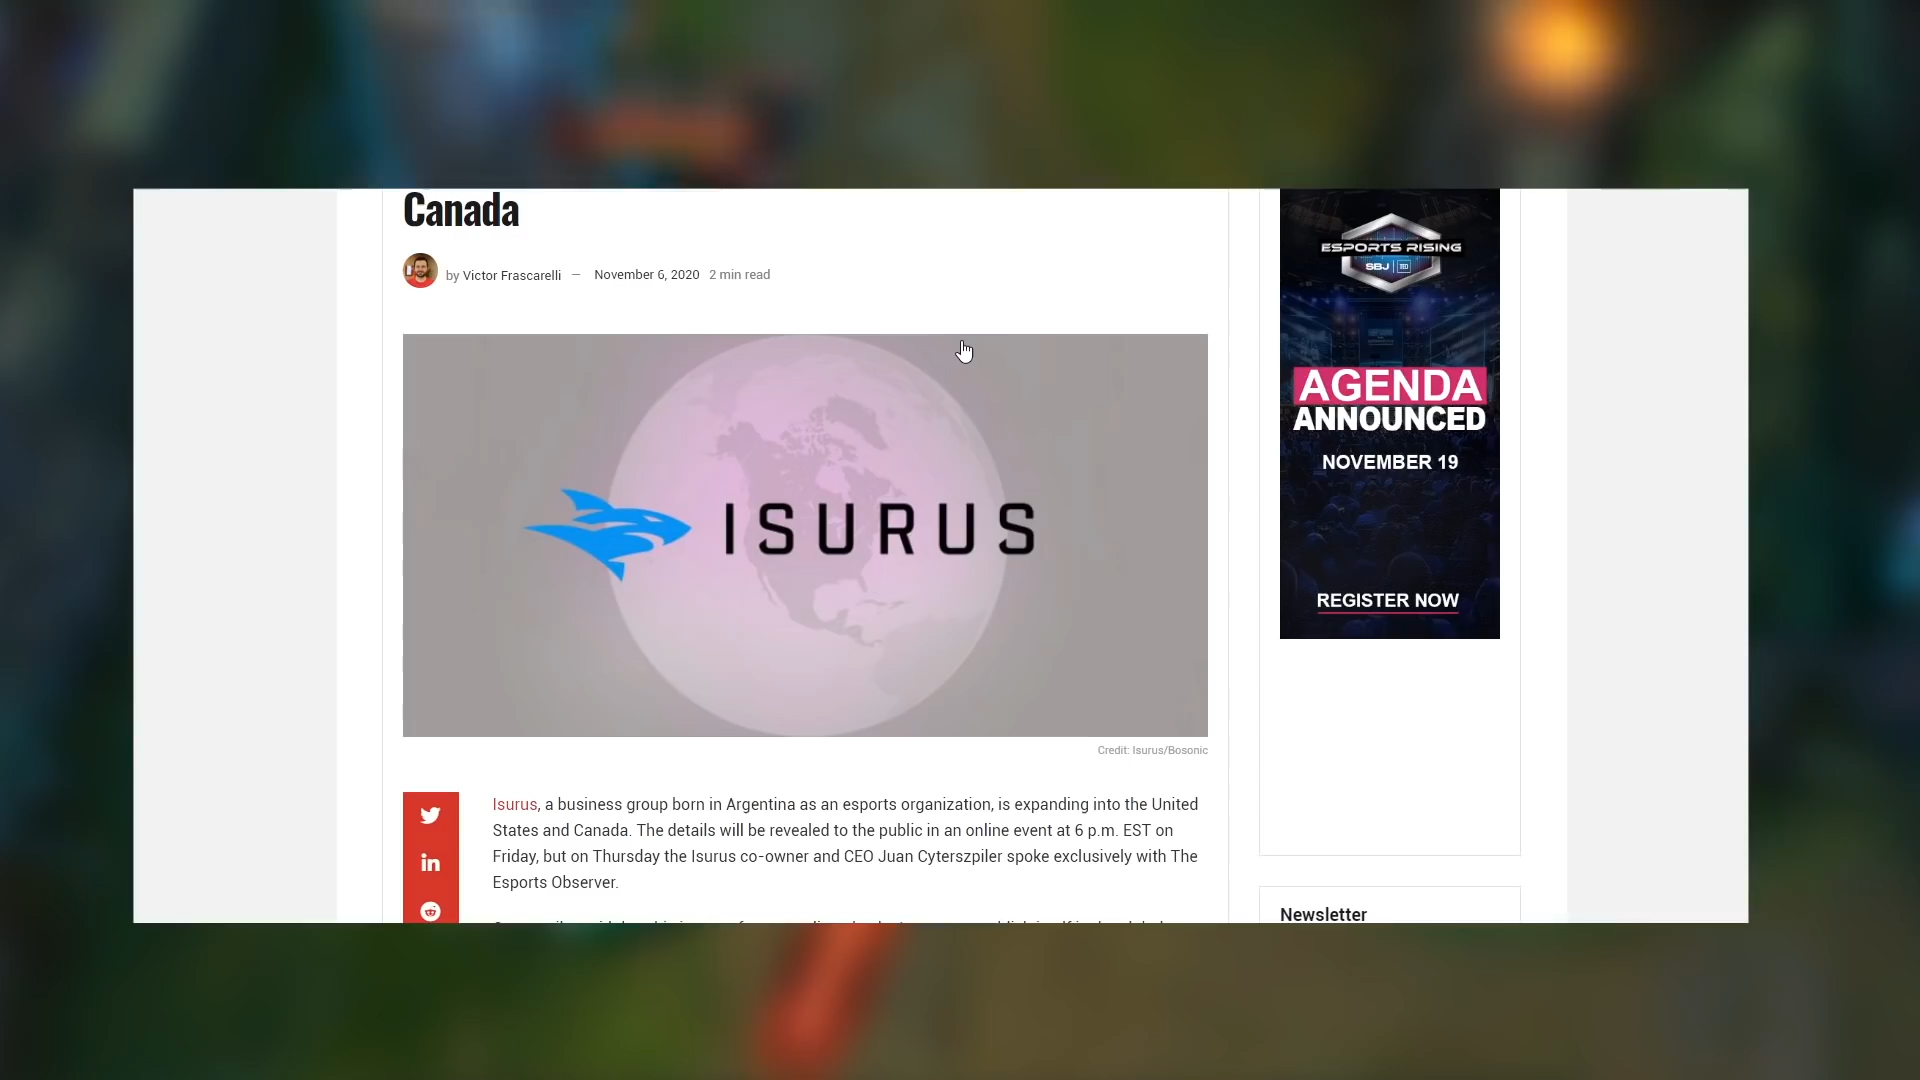 Canada
by Victor Frascarelli — November 6, 2020 2 min read
ISURUS
Credit: Isurus/Bosonic
Isurus, a business group born in Argentina as an esports organization, is expanding into the United
States and Canada. The details will be revealed to the public in an online event at 6 p.m. EST on
Friday, but on Thursday the Isurus co-owner and CEO Juan Cyterszpiler spoke exclusively with The
Esports Observer.
ESPORTS RISING
SBJ
AGENDA
ANNOUNCED
NOVEMBER 19
REGISTER NOW
Newsletter